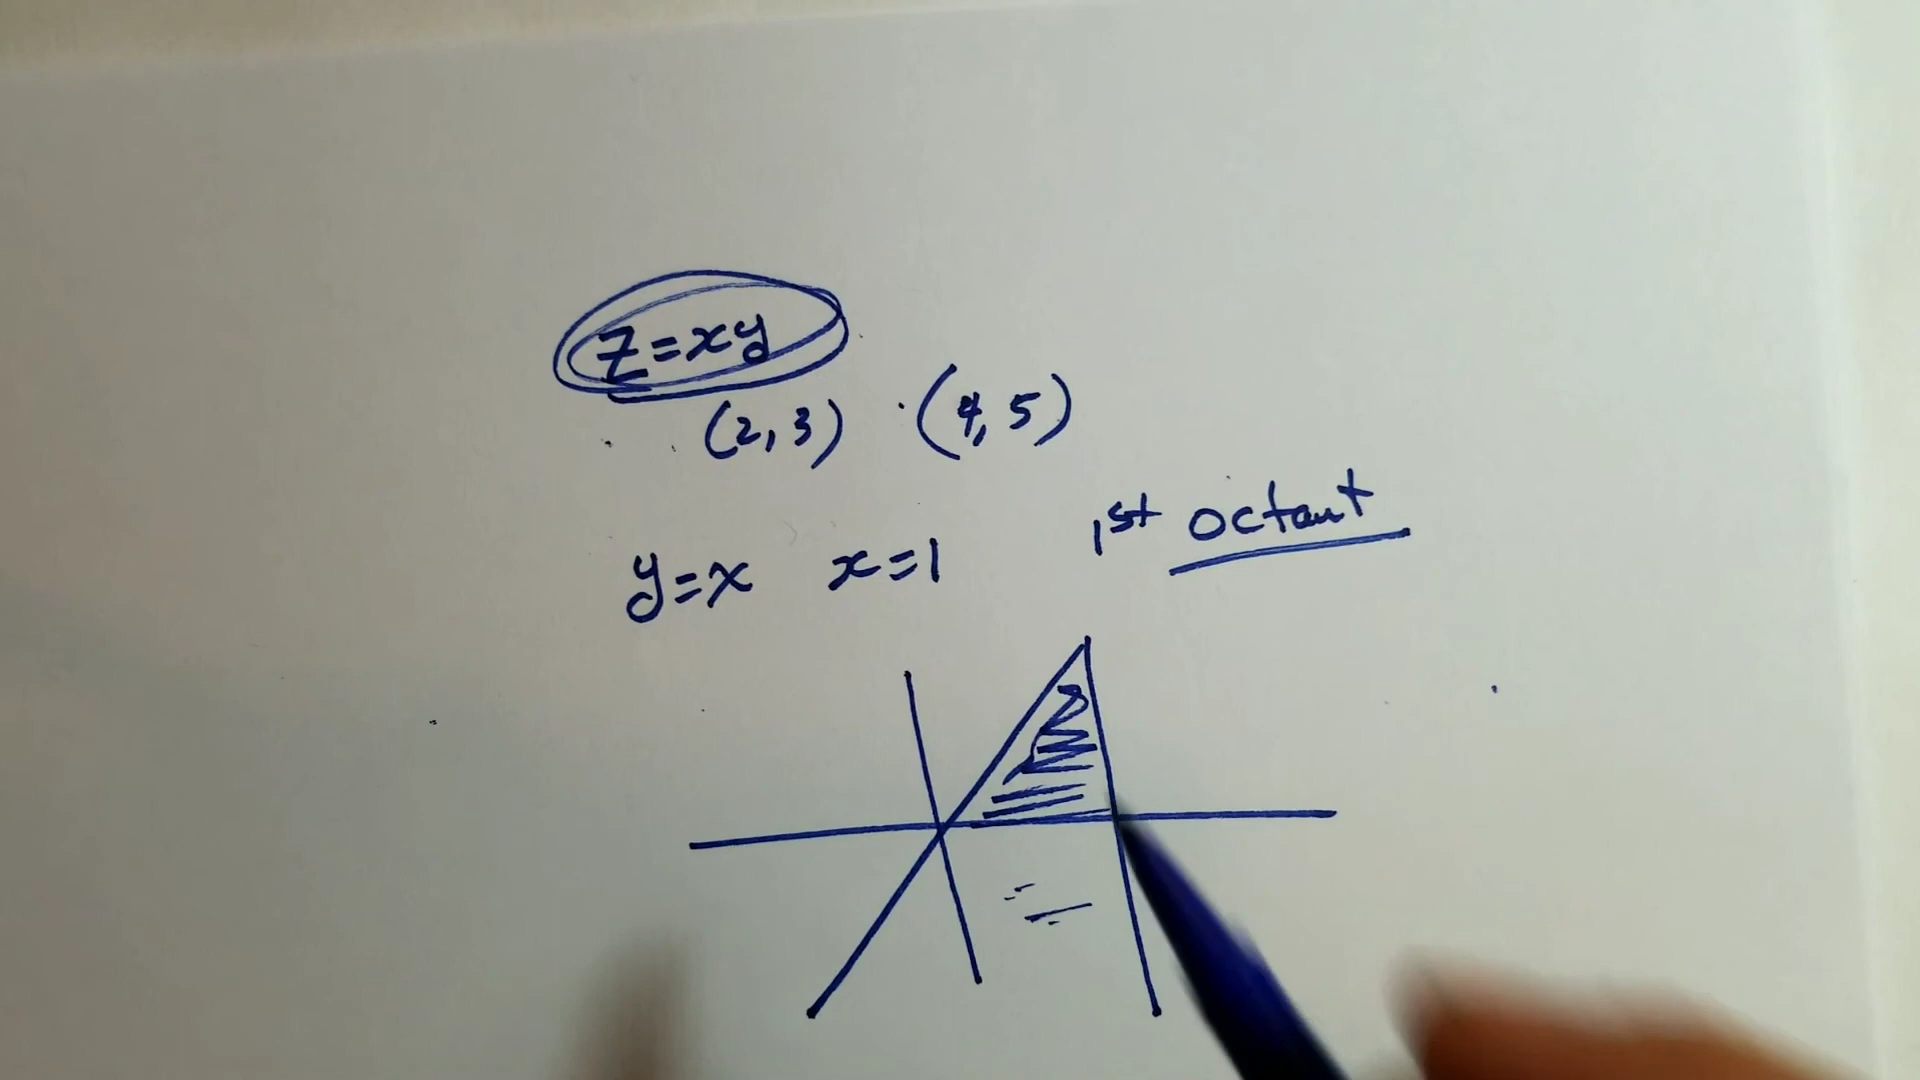 z=xy
(2,3) (4,5)
y=x x=1 1st octant